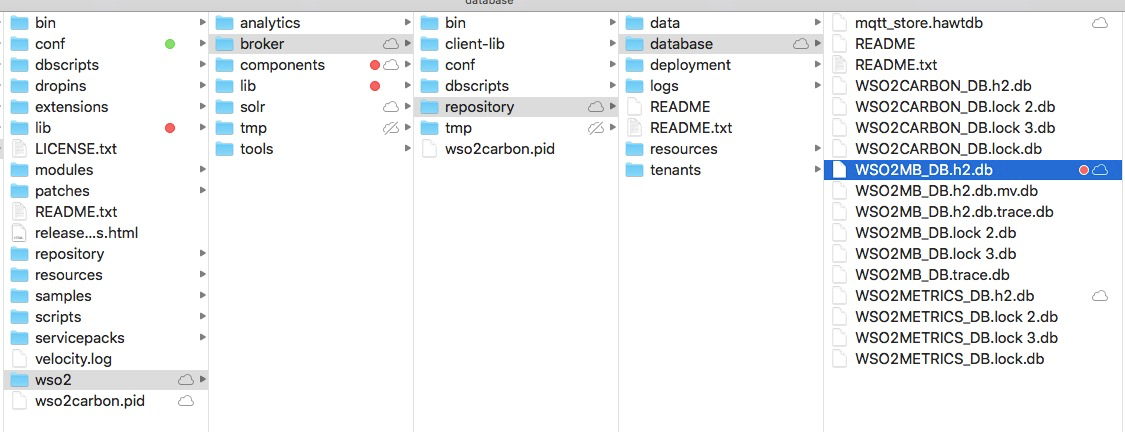 database
bin
conf
dbscripts
dropins
extensions
lib
LICENSE.txt
modules
patches
README.txt
release...s.html
repository
resources
samples
scripts
servicepacks
velocity.log
wso2
wso2carbon.pid
analytics
broker
components
lib
solr
tmp
tools
bin
client-lib
conf
dbscripts
repository
tmp
wso2carbon.pid
data
database
deployment
logs
README
README.txt
resources
tenants
mqtt_store.hawtdb
README
README.txt
WSO2CARBON_DB.h2.db
WSO2CARBON_DB.lock 2.db
WSO2CARBON_DB.lock 3.db
WSO2CARBON_DB.lock.db
WSO2MB_DB.h2.db
WSO2MB_DB.h2.db.mv.db
WSO2MB_DB.h2.db.trace.db
WSO2MB_DB.lock 2.db
WSO2MB_DB.lock 3.db
WSO2MB_DB.trace.db
WSO2METRICS_DB.h2.db
WSO2METRICS_DB.lock 2.db
WSO2METRICS_DB.lock 3.db
WSO2METRICS_DB.lock.db